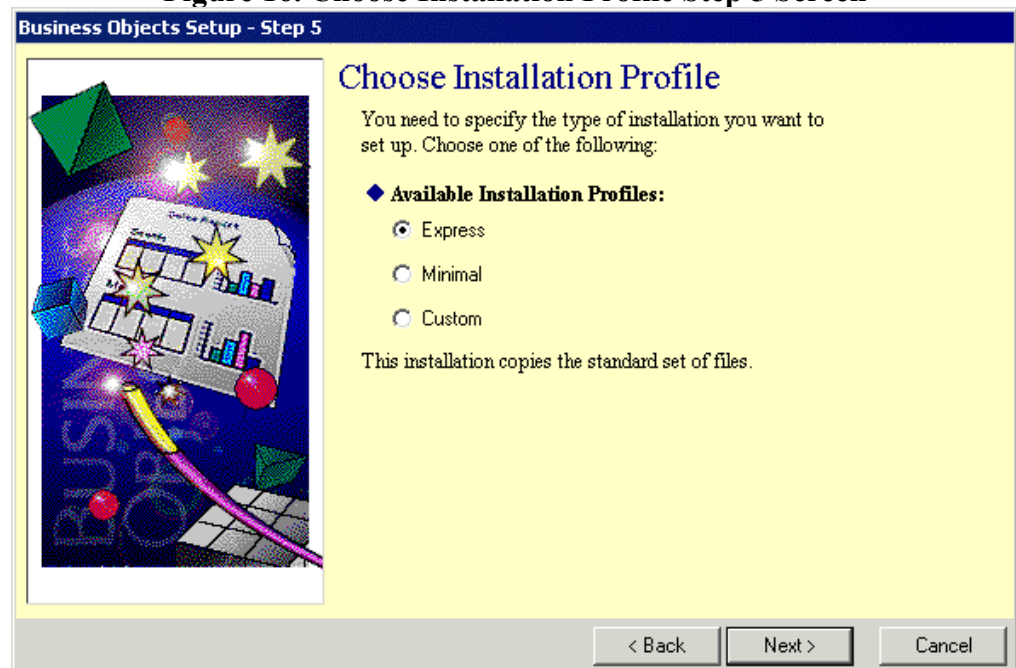 Business Objects Setup - Step 5
Choose Installation Profile
You need to specify the type of installation you want to
set up. Choose one of the following:
Available Installation Profiles:
Express
Minimal
Custom
This installation copies the standard set of files.
BUSIN
< Back
Next >
Cancel